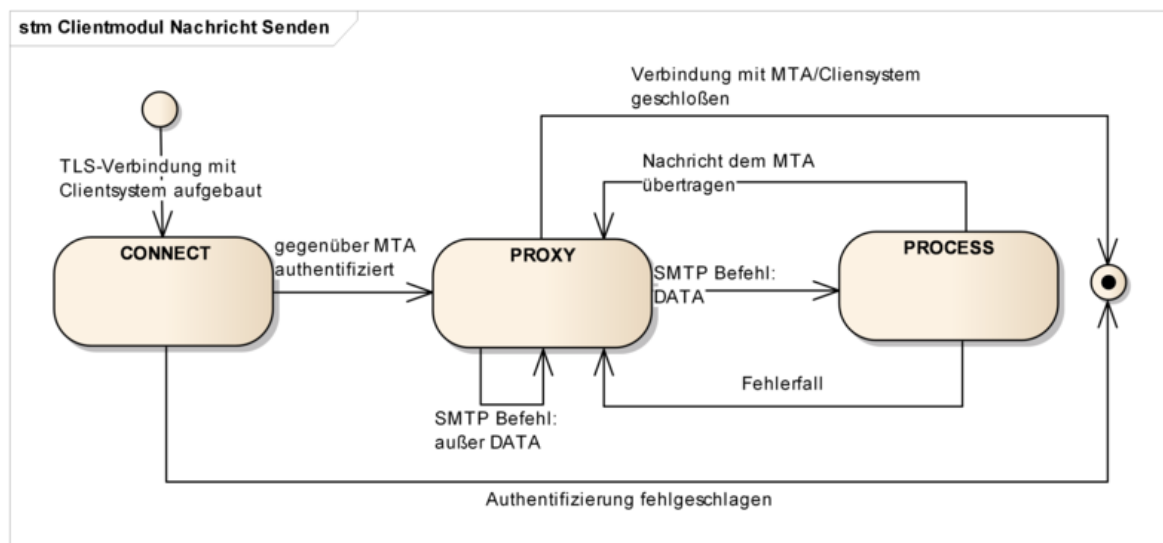 stm Clientmodul Nachricht Senden
Verbindung mit MTA/Cliensystem
geschloßen
TLS-Verbindung mit
Clientsystem aufgebaut
Nachricht dem MTA
übertragen
CONNECT
gegenüber MTA
authentifiziert
PROXY
SMTP Befehl:
DATA
PROCESS
Fehlerfall
SMTP Befehl:
außer DATA
Authentifizierung fehlgeschlagen